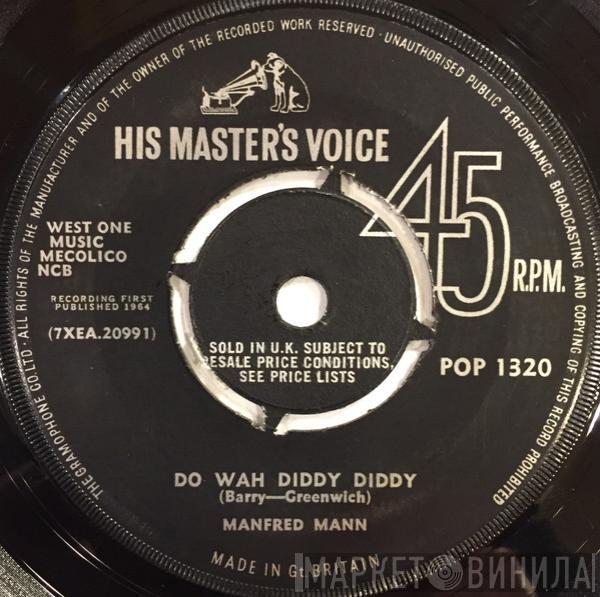 THE GRAMOPHONE CO. LTD · ALL RIGHTS OF THE MANUFACTURER AND OF THE OWNER OF THE RECORDED WORK RESERVED · UNAUTHORISED PUBLIC PERFORMANCE BROADCASTING AND COPYING OF THIS RECORD PROHIBITED
HIS MASTER'S VOICE
45
R.P.M.
WEST ONE
MUSIC
MECOLICO
NCB
RECORDING FIRST
PUBLISHED 1964
(7XEA.20991)
SOLD IN U.K. SUBJECT TO
RESALE PRICE CONDITIONS,
SEE PRICE LISTS
POP 1320
DO WAH DIDDY DIDDY
(Barry—Greenwich)
MANFRED MANN
MADE IN Gt. BRITAIN
МАРКЕТ ВИНИЛА